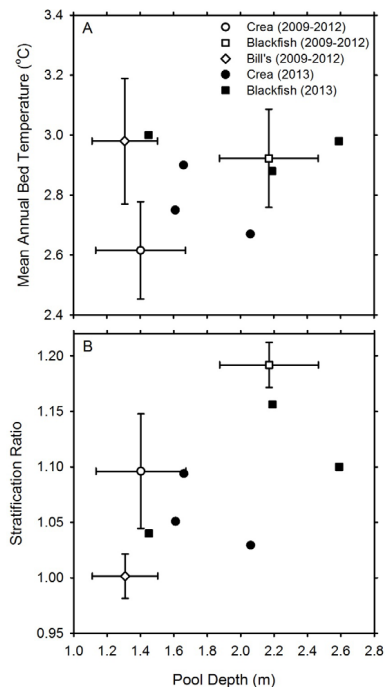 3.4
3.2
3.0
2.8
2.6
2.4
Mean Annual Bed Temperature (°C)
A
Crea (2009-2012)
Blackfish (2009-2012)
Bill's (2009-2012)
Crea (2013)
Blackfish (2013)
B
1.20
1.15
1.10
1.05
1.00
0.95
Stratification Ratio
1.0 1.2 1.4 1.6 1.8 2.0 2.2 2.4 2.6 2.8
Pool Depth (m)